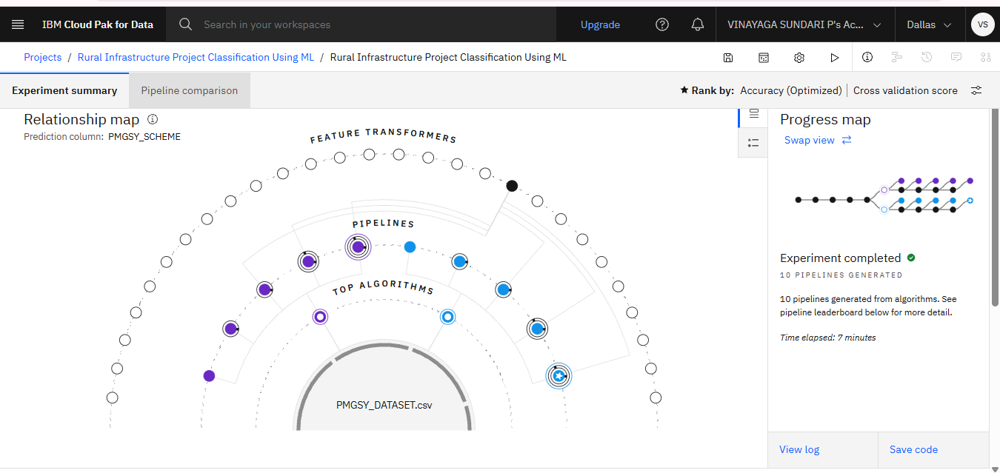 IBM Cloud Pak for Data
Search in your workspaces
Upgrade
VINAYAGA SUNDARI P's Ac...
Dallas
VS
Projects / Rural Infrastructure Project Classification Using ML / Rural Infrastructure Project Classification Using ML
Experiment summary
Pipeline comparison
Rank by: Accuracy (Optimized) | Cross validation score
Relationship map
Prediction column: PMGSY_SCHEME
FEATURE TRANSFORMERS
PIPELINES
TOP ALGORITHMS
PMGSY_DATASET.csv
Progress map
Swap view
Experiment completed
10 PIPELINES GENERATED
10 pipelines generated from algorithms. See
pipeline leaderboard below for more detail.
Time elapsed: 7 minutes
View log
Save code